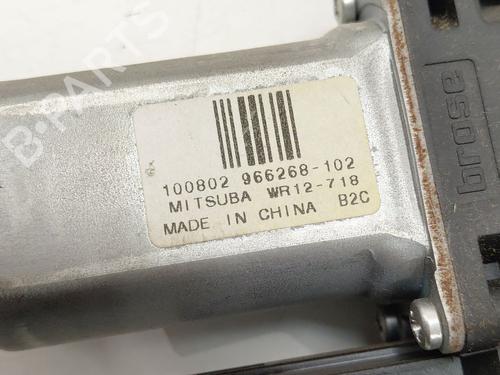 B-PARTS
100802 966268-102
MITSUBA WR12-718
MADE IN CHINA B2C
brose